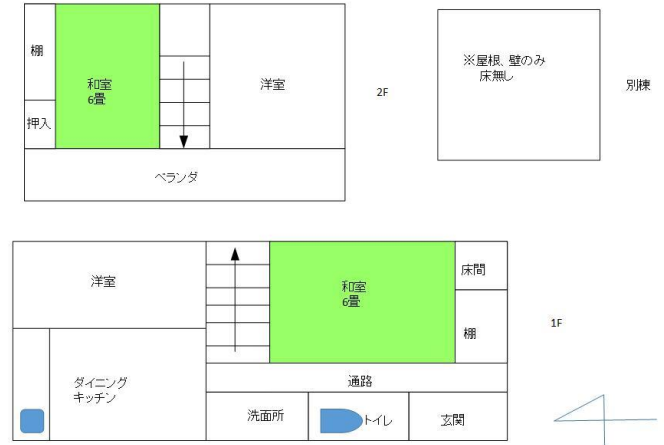 棚
和室
6畳
洋室
押入
ベランダ
2F
※屋根、壁のみ
床無し
別棟
洋室
和室
6畳
床間
棚
1F
ダイニング
キッチン
通路
洗面所
トイレ
玄関